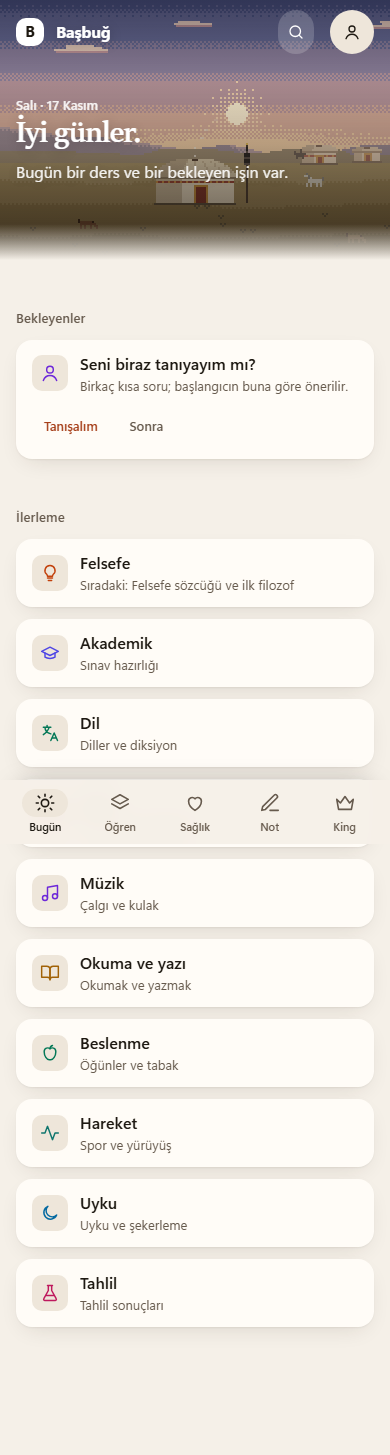 B
Başbuğ
Salı · 17 Kasım
İyi günler.
Bugün bir ders ve bir bekleyen işin var.
Bekleyenler
Seni biraz tanıyayım mı?
Birkaç kısa soru; başlangıcın buna göre önerilir.
Tanışalım
Sonra
İlerleme
Felsefe
Sıradaki: Felsefe sözcüğü ve ilk filozof
Akademik
Sınav hazırlığı
Dil
Diller ve diksiyon
Bugün
Öğren
Sağlık
Not
King
Müzik
Çalgı ve kulak
Okuma ve yazı
Okumak ve yazmak
Beslenme
Öğünler ve tabak
Hareket
Spor ve yürüyüş
Uyku
Uyku ve şekerleme
Tahlil
Tahlil sonuçları